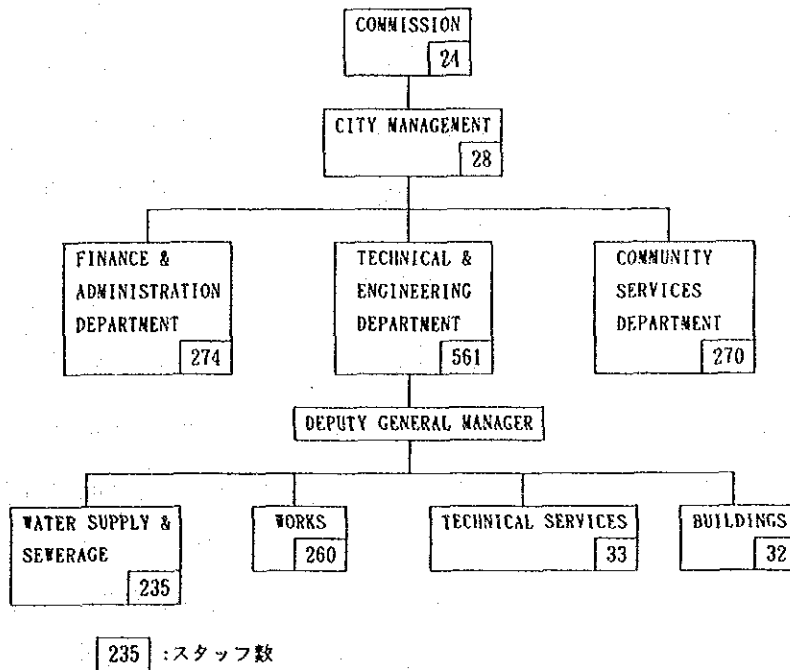 COMMISSION
24
CITY MANAGEMENT
28
FINANCE &
ADMINISTRATION
DEPARTMENT
274
TECHNICAL &
ENGINEERING
DEPARTMENT
561
COMMUNITY
SERVICES
DEPARTMENT
270
DEPUTY GENERAL MANAGER
WATER SUPPLY &
SEWERAGE
235
WORKS
260
TECHNICAL SERVICES
33
BUILDINGS
32
235 :スタッフ数